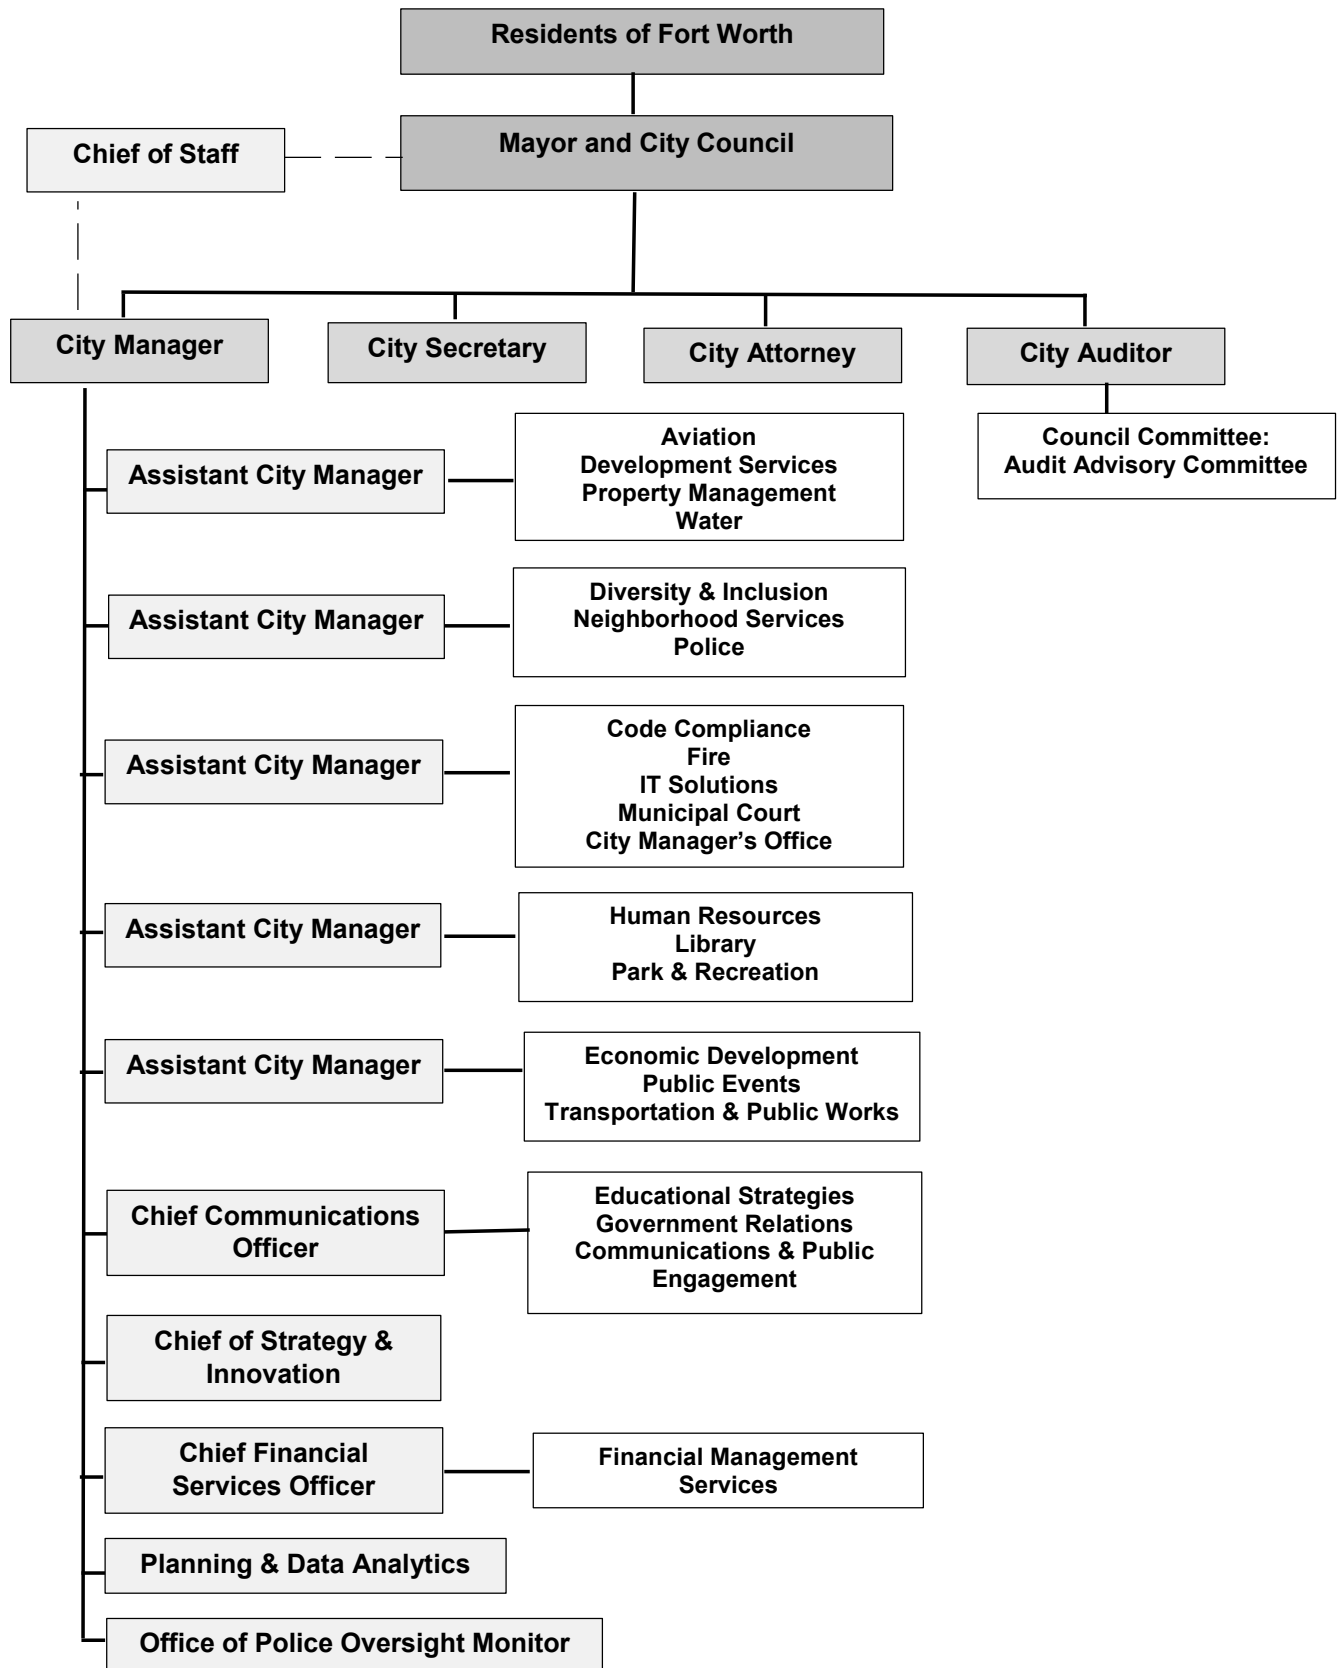 Residents of Fort Worth
Mayor and City Council
Chief of Staff
City Manager
City Secretary
City Attorney
City Auditor
Council Committee:
Audit Advisory Committee
Assistant City Manager
Aviation
Development Services
Property Management
Water
Assistant City Manager
Diversity & Inclusion
Neighborhood Services
Police
Assistant City Manager
Code Compliance
Fire
IT Solutions
Municipal Court
City Manager’s Office
Assistant City Manager
Human Resources
Library
Park & Recreation
Assistant City Manager
Economic Development
Public Events
Transportation & Public Works
Chief Communications
Officer
Educational Strategies
Government Relations
Communications & Public
Engagement
Chief of Strategy &
Innovation
Chief Financial
Services Officer
Financial Management
Services
Planning & Data Analytics
Office of Police Oversight Monitor